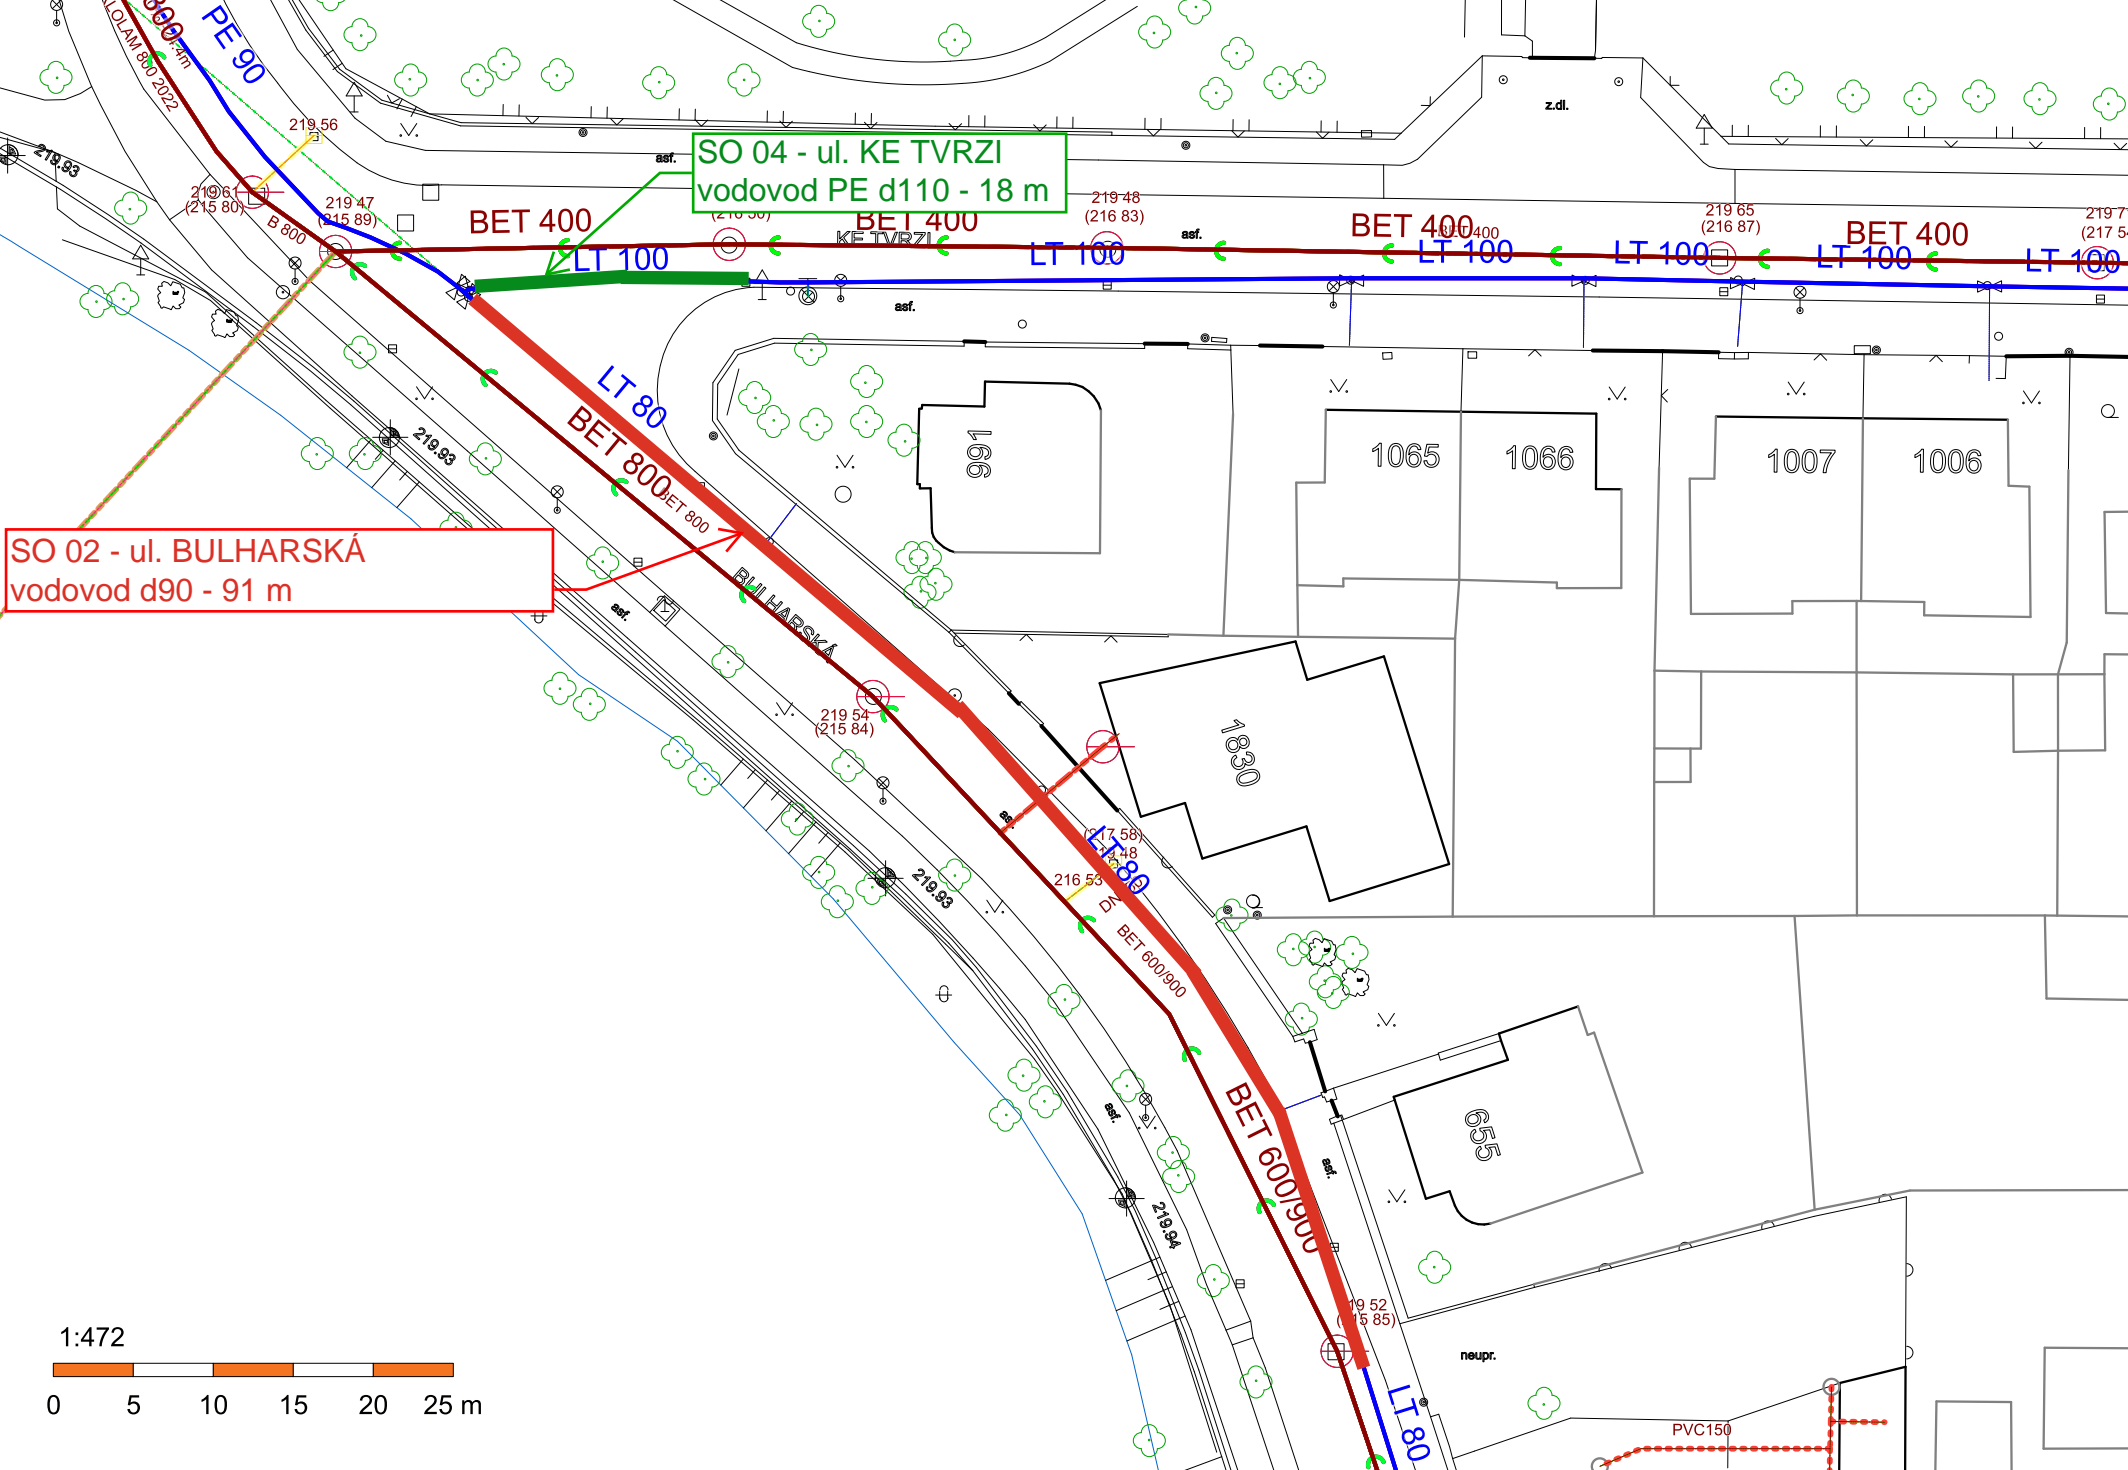 PE 90
219.56
219.93
z.dl.
asf.
SO 04 - ul. KE TVRZI
vodovod PE d110 - 18 m
219 61
(215 80)
219 47
(215 89)
B 800
BET 400
BET 400
KE TVRZI
219 48
(216 83)
asf.
BET 400
219 65
(216 87)
BET 400
LT 100
LT 100
LT 100
LT 100
LT 100
LT 100
asf.
LT 80
BET 800
BET 800
219.93
991
1065
1066
1007
1006
SO 02 - ul. BULHARSKÁ
vodovod d90 - 91 m
BULHARSKÁ
asf.
219 54
(215 84)
1830
asf.
(217 58)
LT 80
216 53
219.93
BET 600/900
BET 600/900
asf.
655
asf.
219.94
neupr.
LT 80
PVC150
1:472
0 5 10 15 20 25 m